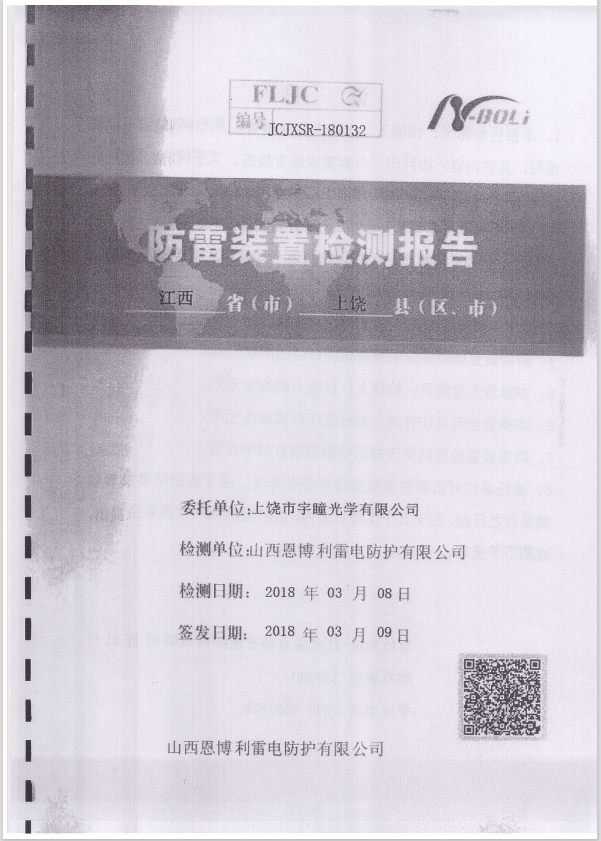 FLJC
编号
JCJXSR-180132
N-BOLi
防雷装置检测报告
江西 省(市) 上饶 县(区、市)
委托单位:上饶市宇瞳光学有限公司
检测单位:山西恩博利雷电防护有限公司
检测日期: 2018 年 03 月 08日
签发日期: 2018 年 03 月 09日
山西恩博利雷电防护有限公司